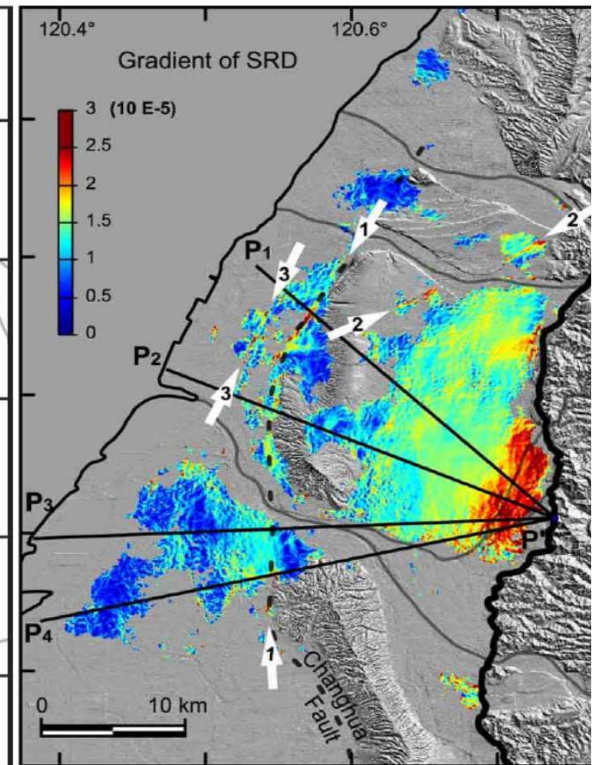 120.4° 120.6°
Gradient of SRD
3 (10 E-5)
2.5
2
1.5
1
0.5
0
2
1
P1
3
2
P2
3
P3
P'
P4
1
Changhua
Fault
0 10 km